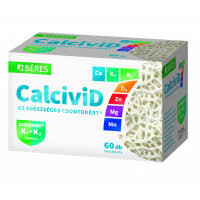 BÉRES
Ca
K₁
K₂
D₃
Zn
Mg
Mn
CalciviD
AZ EGÉSZSÉGES CSONTOKÉRT
K₁+K₂
60 db